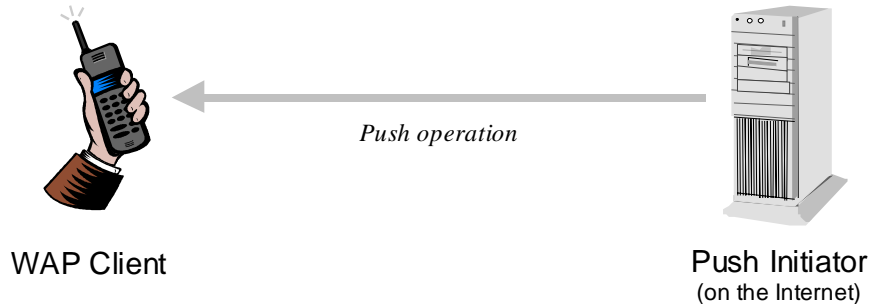 Push operation
WAP Client
Push Initiator
(on the Internet)